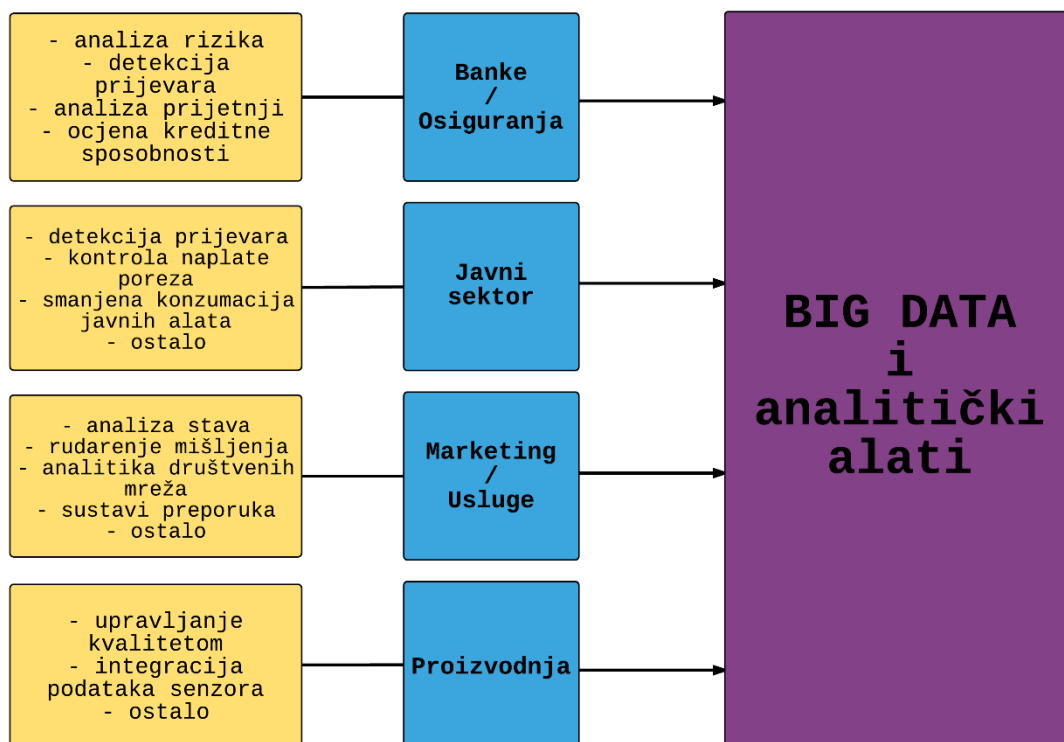 - analiza rizika
- detekcija
prijevara
- analiza prijetnji
- ocjena kreditne
sposobnosti
Banke
/
Osiguranja
- detekcija prijevara
- kontrola naplate
poreza
- smanjena konzumacija
javnih alata
- ostalo
Javni
sektor
- analiza stava
- rudarenje mišljenja
- analitika društvenih
mreža
- sustavi preporuka
- ostalo
Marketing
/
Usluge
- upravljanje
kvalitetom
- integracija
podataka senzora
- ostalo
Proizvodnja
BIG DATA
i
analitički
alati